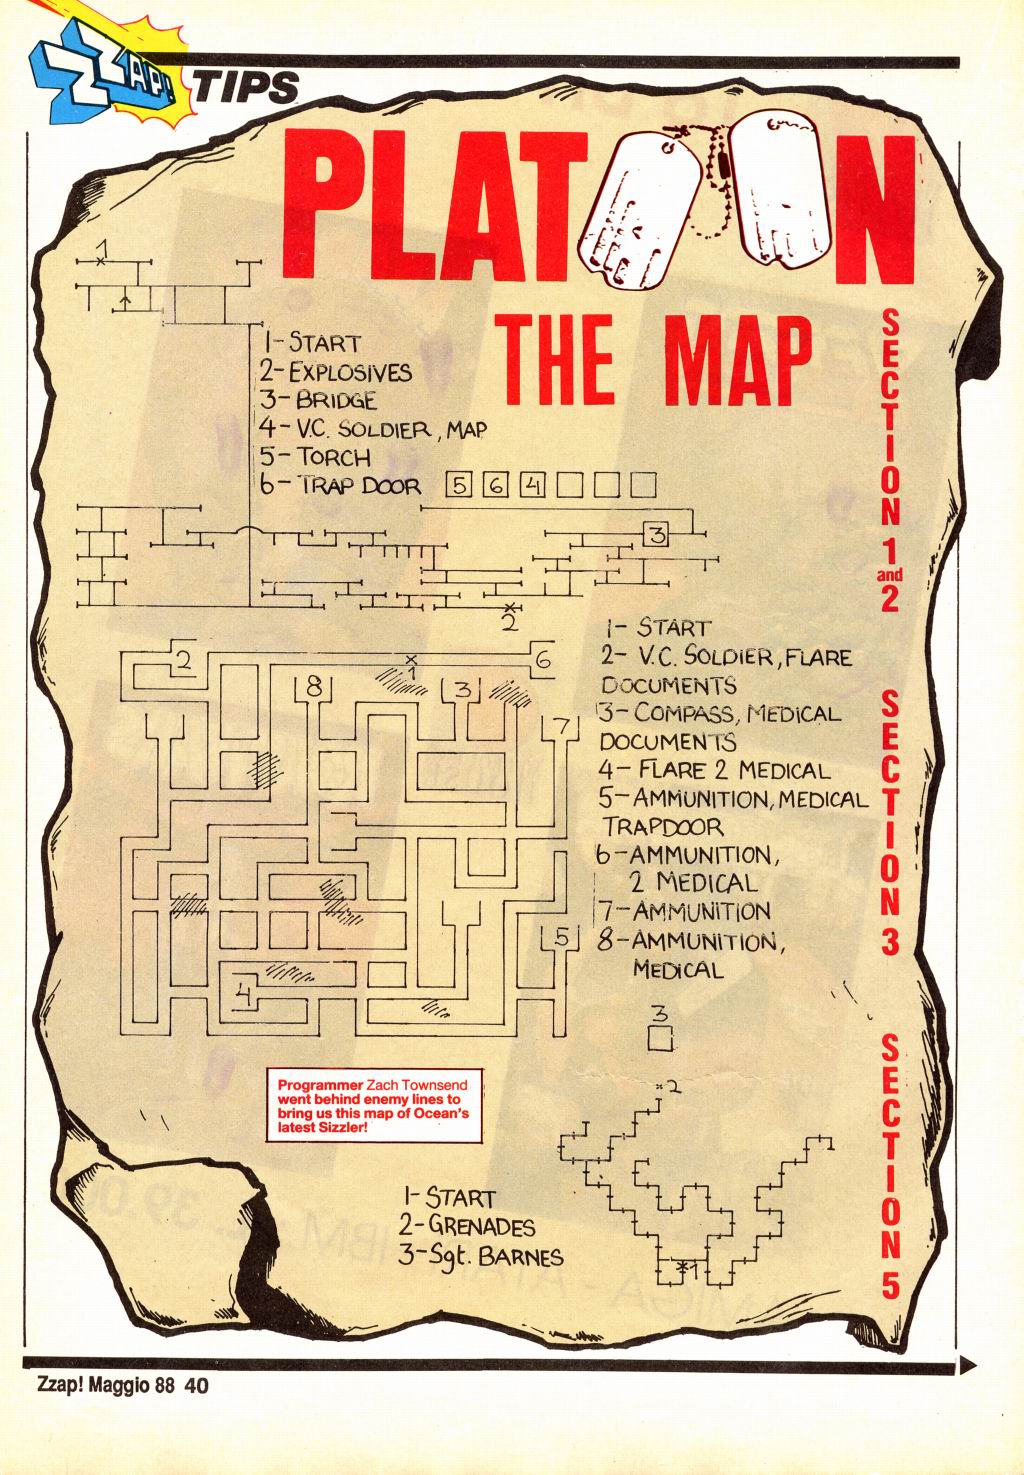 ZZAP! TIPS
PLATOON
THE MAP
SECTION 1 and 2
1
1-START
2-EXPLOSIVES
3-BRIDGE
4-V.C. SOLDIER, MAP
5-TORCH
6-TRAP DOOR
5 6 4
3
2
1- START
2- V.C. SOLDIER, FLARE
DOCUMENTS
3-COMPASS, MEDICAL
DOCUMENTS
4-FLARE 2 MEDICAL
5-AMMUNITION, MEDICAL
TRAPDOOR
6-AMMUNITION,
2 MEDICAL
7-AMMUNITION
8-AMMUNITION,
MEDICAL
SECTION 3
2
1
6
8
3
7
5
4
Programmer Zach Townsend
went behind enemy lines to
bring us this map of Ocean's
latest Sizzler!
3
2
1
1-START
2-GRENADES
3-Sgt. BARNES
SECTION 5
Zzap! Maggio 88 40